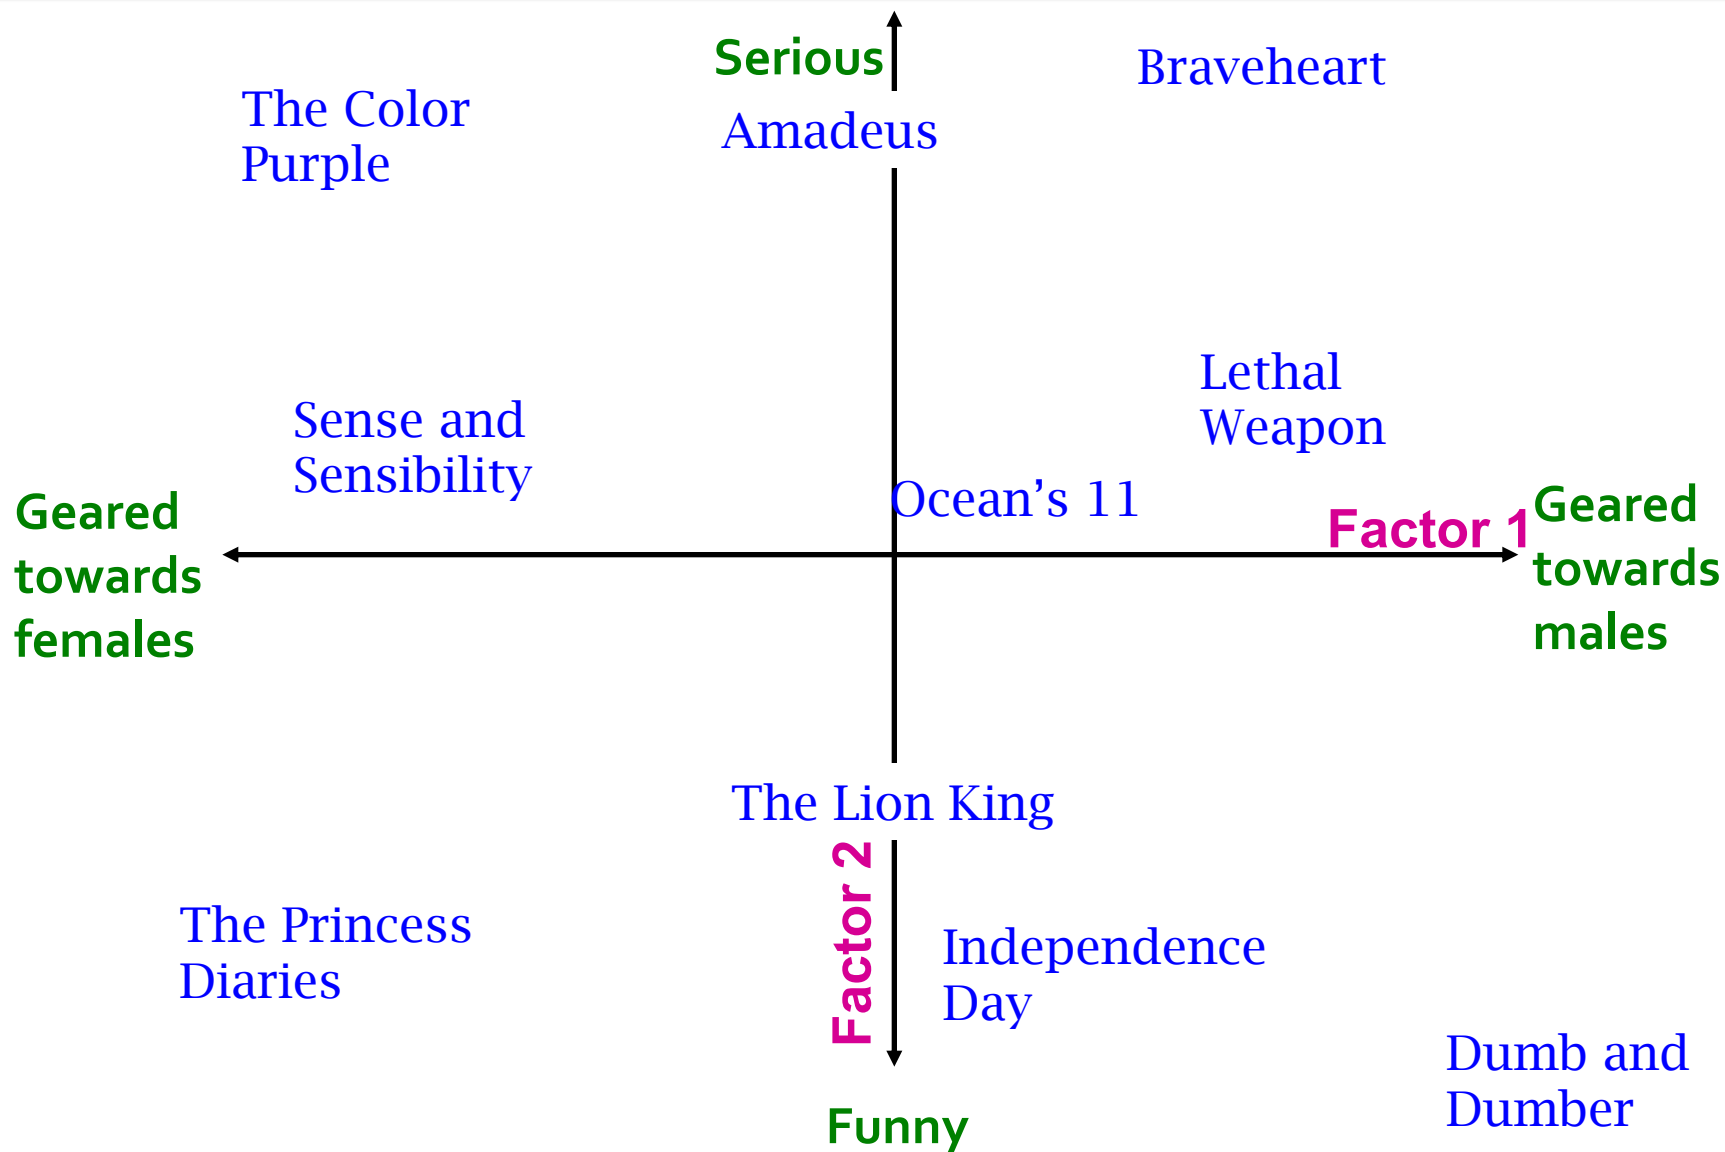 Serious
Braveheart
The Color
Purple
Amadeus
Lethal
Weapon
Sense and
Sensibility
Ocean’s 11
Factor 1
Geared
towards
females
Geared
towards
males
The Lion King
Factor 2
The Princess
Diaries
Independence
Day
Dumb and
Dumber
Funny